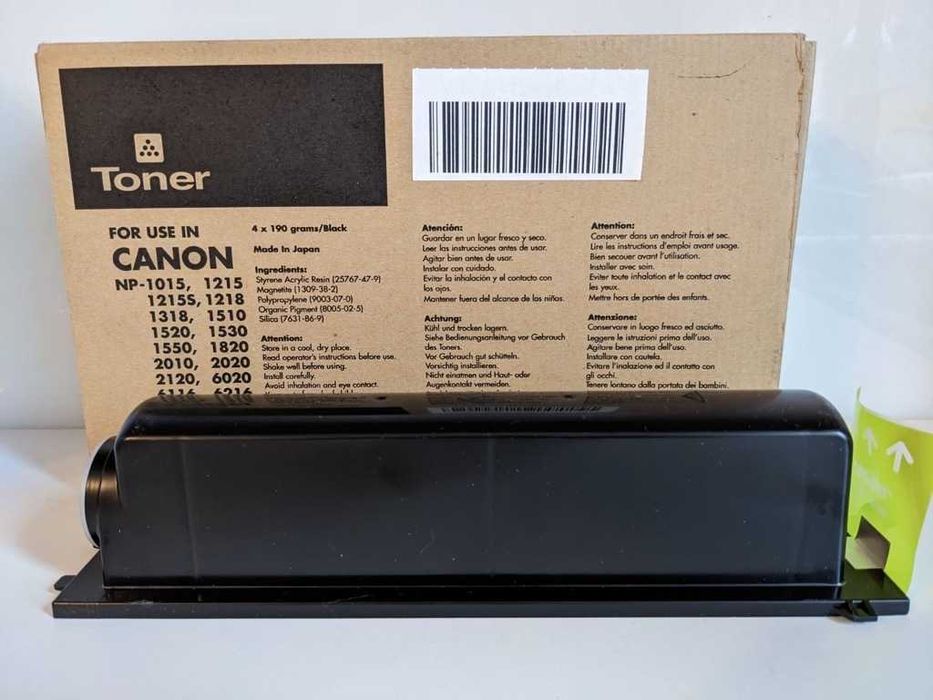 Toner
FOR USE IN
CANON
NP-1015, 1215
1215S, 1218
1318, 1510
1520, 1530
1550, 1820
2010, 2020
2120, 6020
6116, 6216
4 x 190 grams/Black
Made In Japan
Ingredients:
Styrene Acrylic Resin (25767-47-9)
Magnetite (1309-38-2)
Polypropylene (9003-07-0)
Organic Pigment (8005-02-5)
Silica (7631-86-9)
Attention:
Store in a cool, dry place.
Read operator's instructions before use.
Shake well before using.
Install carefully.
Avoid inhalation and eye contact.
Atención:
Guardar en un lugar fresco y seco.
Leer las instrucciones antes de usar.
Agitar bien antes de usar.
Instalar con cuidado.
Evitar la inhalación y el contacto con
los ojos.
Mantener fuera del alcance de los niños.
Achtung:
Kühl und trocken lagern.
Siehe Bedienungsanleitung vor Gebrauch
des Toners.
Vor Gebrauch gut schütteln.
Vorsichtig installieren.
Nicht einatmen und Haut- oder
Augenkontakt vermeiden.
Attention:
Conserver dans un endroit frais et sec.
Lire les instructions d'emploi avant usage.
Bien secouer avant l'utilisation.
Installer avec soin.
Eviter toute inhalation et le contact avec
les yeux.
Mettre hors de portée des enfants.
Attenzione:
Conservare in luogo fresco ed asciutto.
Leggere le istruzioni prima dell'uso.
Agitare bene prima dell'uso.
Installare con cautela.
Evitare l'inalazione ed il contatto con
gli occhi.
Tenere lontano dalla portata dei bambini.